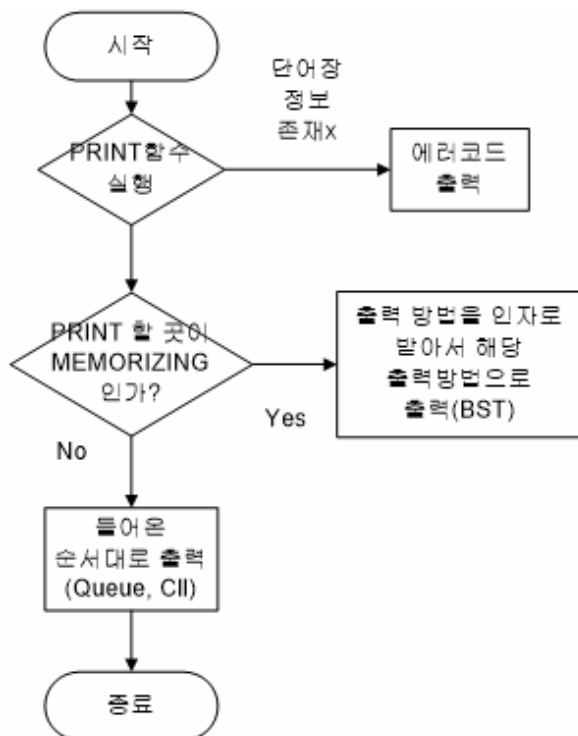 시작
단어장
정보
존재x
PRINT함수
실행
에러코드
출력
PRINT 할 곳이
MEMORIZING
인가?
출력 방법을 인자로
받아서 해당
출력방법으로
출력(BST)
Yes
No
들어온
순서대로 출력
(Queue, Cll)
종료